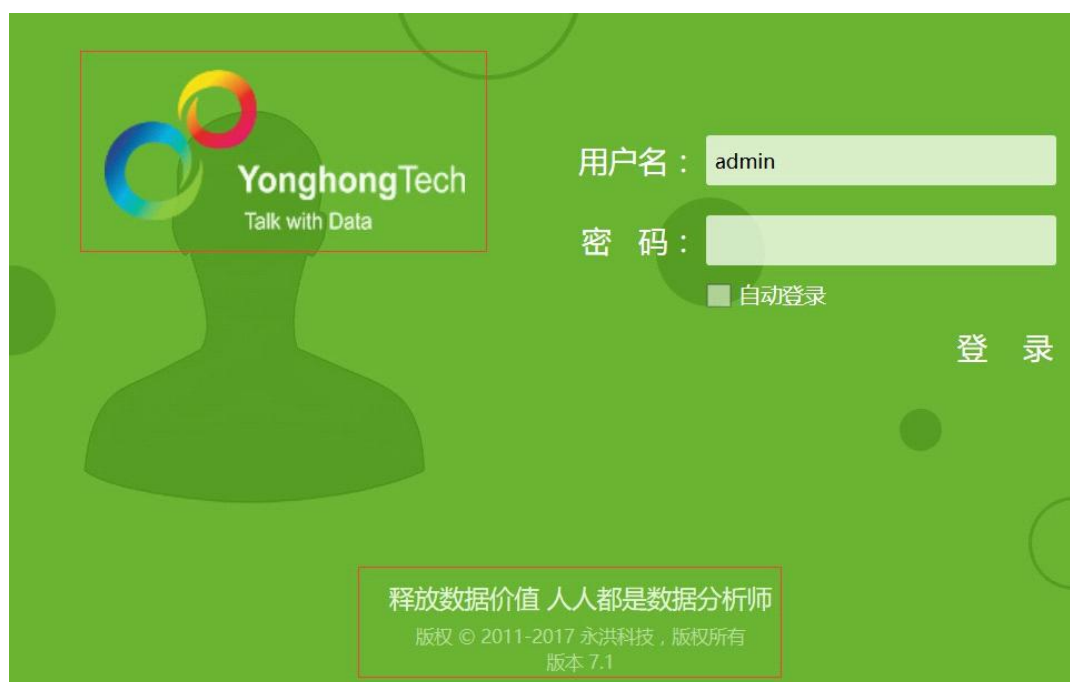 YonghongTech
Talk with Data
用户名：
admin
密 码：
自动登录
登 录
释放数据价值 人人都是数据分析师
版权 © 2011-2017 永洪科技，版权所有
版本 7.1